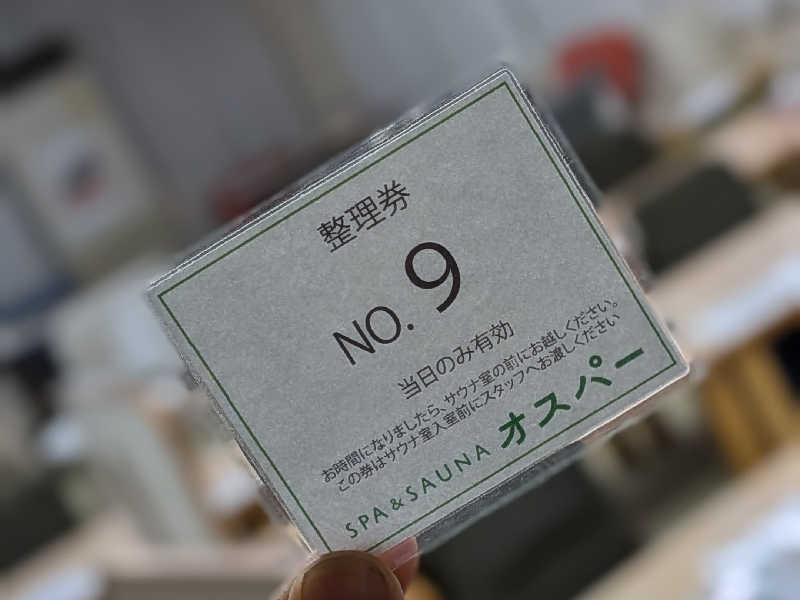 整理券
NO. 9
当日のみ有効
お時間になりましたら、サウナ室の前にお越しください。
この券はサウナ室入室前にスタッフへお渡しください
SPA & SAUNA オスパー